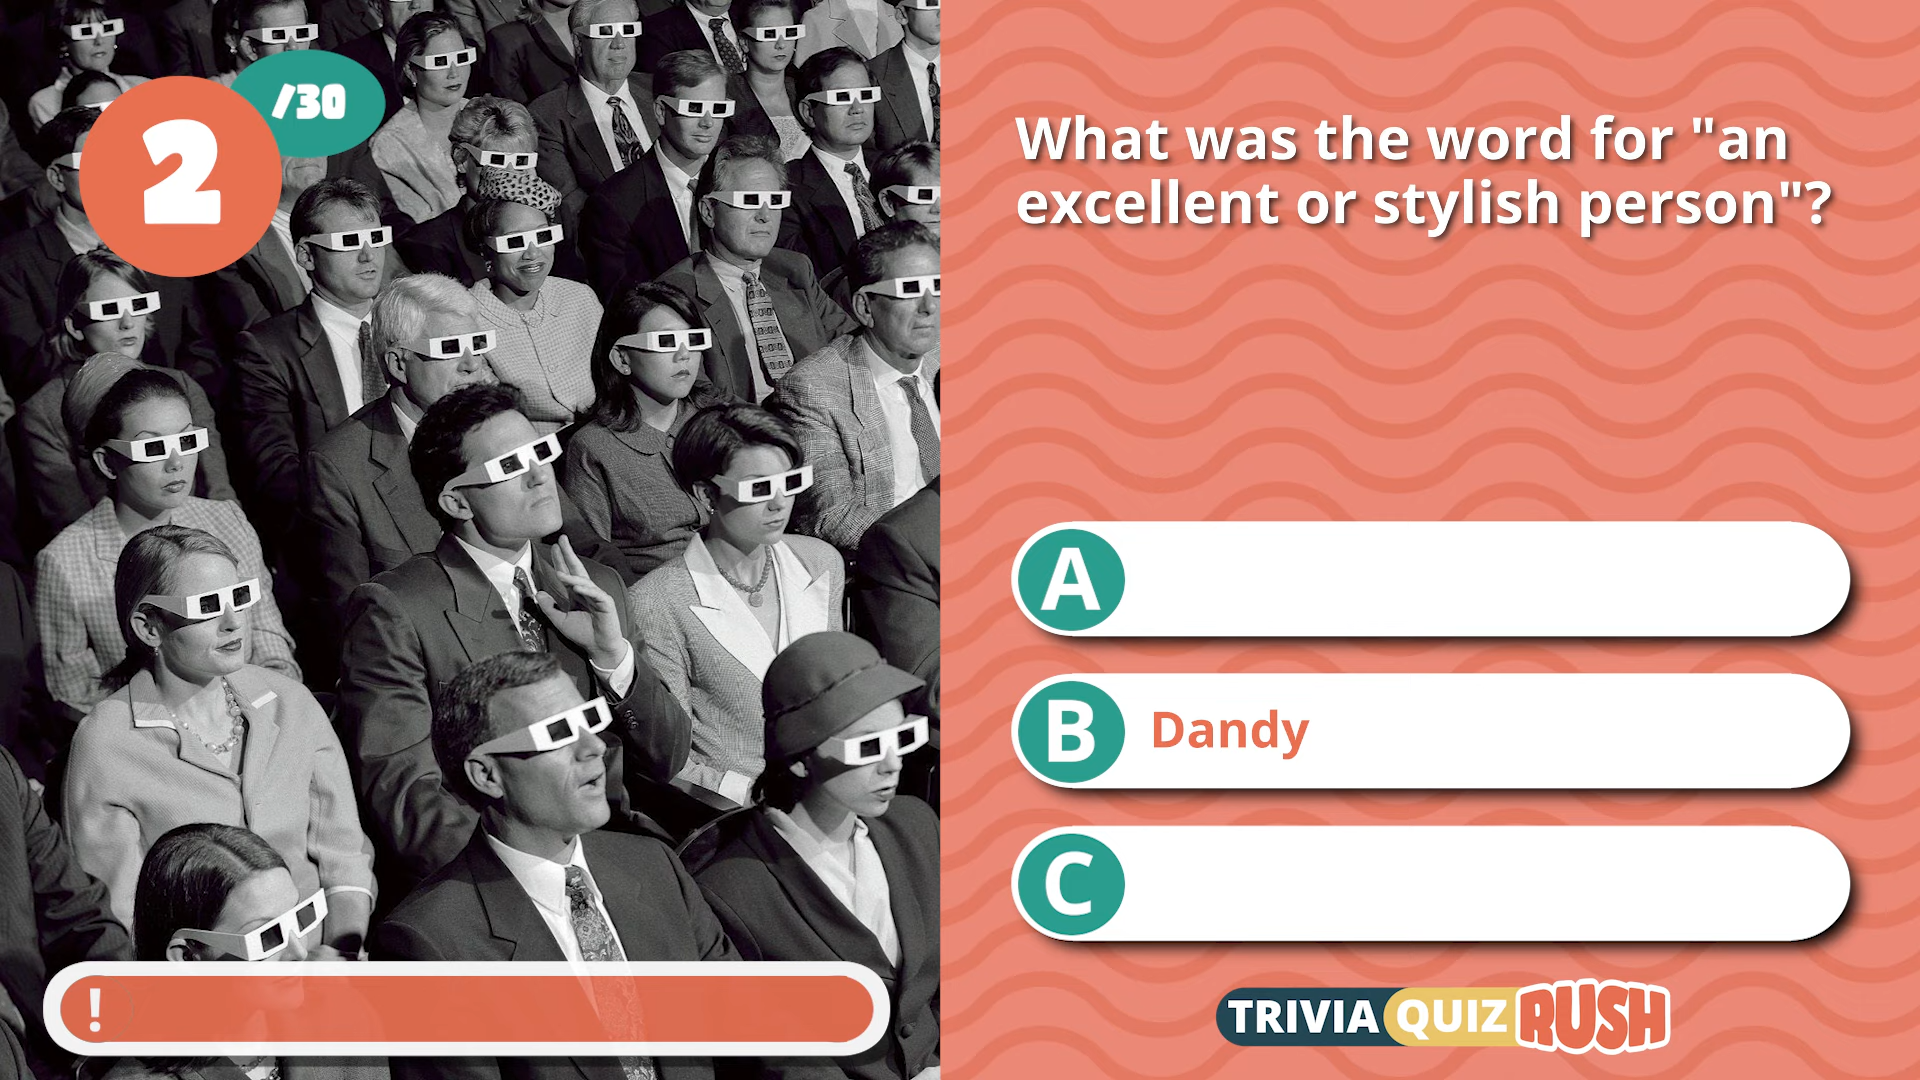 2
/30
What was the word for "an
excellent or stylish person"?
A
B Dandy
C
!
TRIVIA QUIZ RUSH